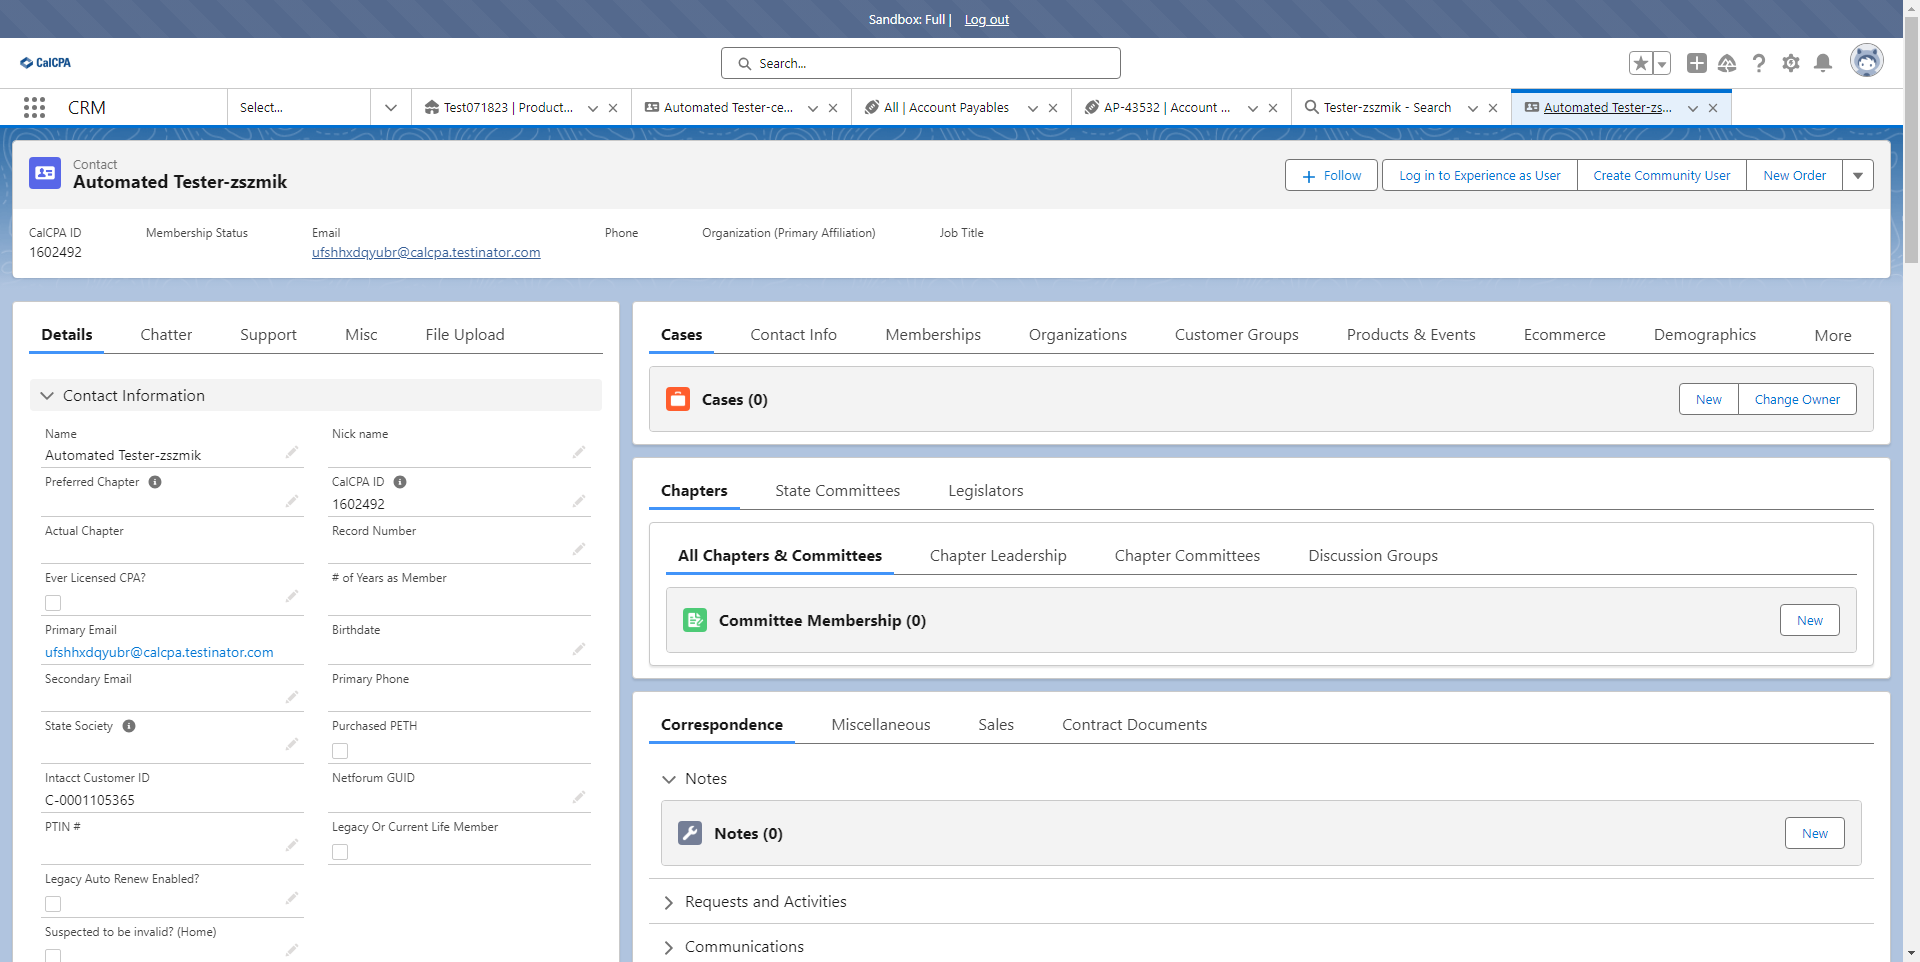 Sandbox: Full | Log out
CalCPA
Search...
CRM
Select...
Test071823 | Product...
Automated Tester-ce...
All | Account Payables
AP-43532 | Account ...
Tester-zszmik - Search
Automated Tester-zs...
Contact
Automated Tester-zszmik
Follow
Log in to Experience as User
Create Community User
New Order
CalCPA ID
Membership Status
Email
Phone
Organization (Primary Affiliation)
Job Title
1602492
ufshhxdqyubr@calcpa.testinator.com
Details
Chatter
Support
Misc
File Upload
Contact Information
Name
Automated Tester-zszmik
Nick name
Preferred Chapter
CalCPA ID
1602492
Actual Chapter
Record Number
Ever Licensed CPA?
# of Years as Member
Primary Email
ufshhxdqyubr@calcpa.testinator.com
Birthdate
Secondary Email
Primary Phone
State Society
Purchased PETH
Intacct Customer ID
C-0001105365
Netforum GUID
PTIN #
Legacy Or Current Life Member
Legacy Auto Renew Enabled?
Suspected to be invalid? (Home)
Cases
Contact Info
Memberships
Organizations
Customer Groups
Products & Events
Ecommerce
Demographics
More
Cases (0)
New
Change Owner
Chapters
State Committees
Legislators
All Chapters & Committees
Chapter Leadership
Chapter Committees
Discussion Groups
Committee Membership (0)
New
Correspondence
Miscellaneous
Sales
Contract Documents
Notes
Notes (0)
New
Requests and Activities
Communications